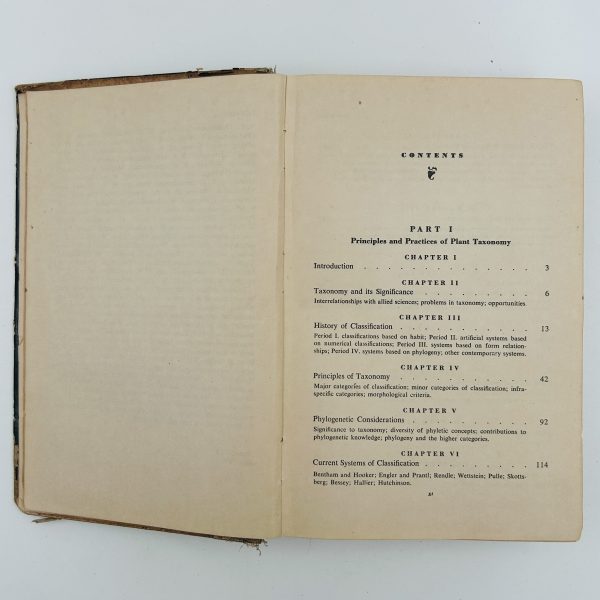 CONTENTS
PART I
Principles and Practices of Plant Taxonomy
CHAPTER I
Introduction . . . . . . . . . . . . . . 3
CHAPTER II
Taxonomy and its Significance . . . . . . . . . . 6
Interrelationships with allied sciences; problems in taxonomy; opportunities
CHAPTER III
History of Classification . . . . . . . . . . . 13
Period I. classifications based on habit; Period II. artificial systems based
on numerical classifications; Period III. systems based on form relation-
ships; Period IV. systems based on phylogeny; other contemporary systems.
CHAPTER IV
Principles of Taxonomy . . . . . . . . . . . 42
Major categories of classification; minor categories of classification; infra-
specific categories; morphological criteria.
CHAPTER V
Phylogenetic Considerations . . . . . . . . . . 92
Significance to taxonomy; diversity of phyletic concepts; contributions to
phylogenetic knowledge; phylogeny and the higher categories.
CHAPTER VI
Current Systems of Classification . . . . . . . . . 114
Bentham and Hooker; Engler and Prantl; Rendle; Wettstein; Pulle; Skotts-
berg; Bessey; Hallier; Hutchinson.
xi